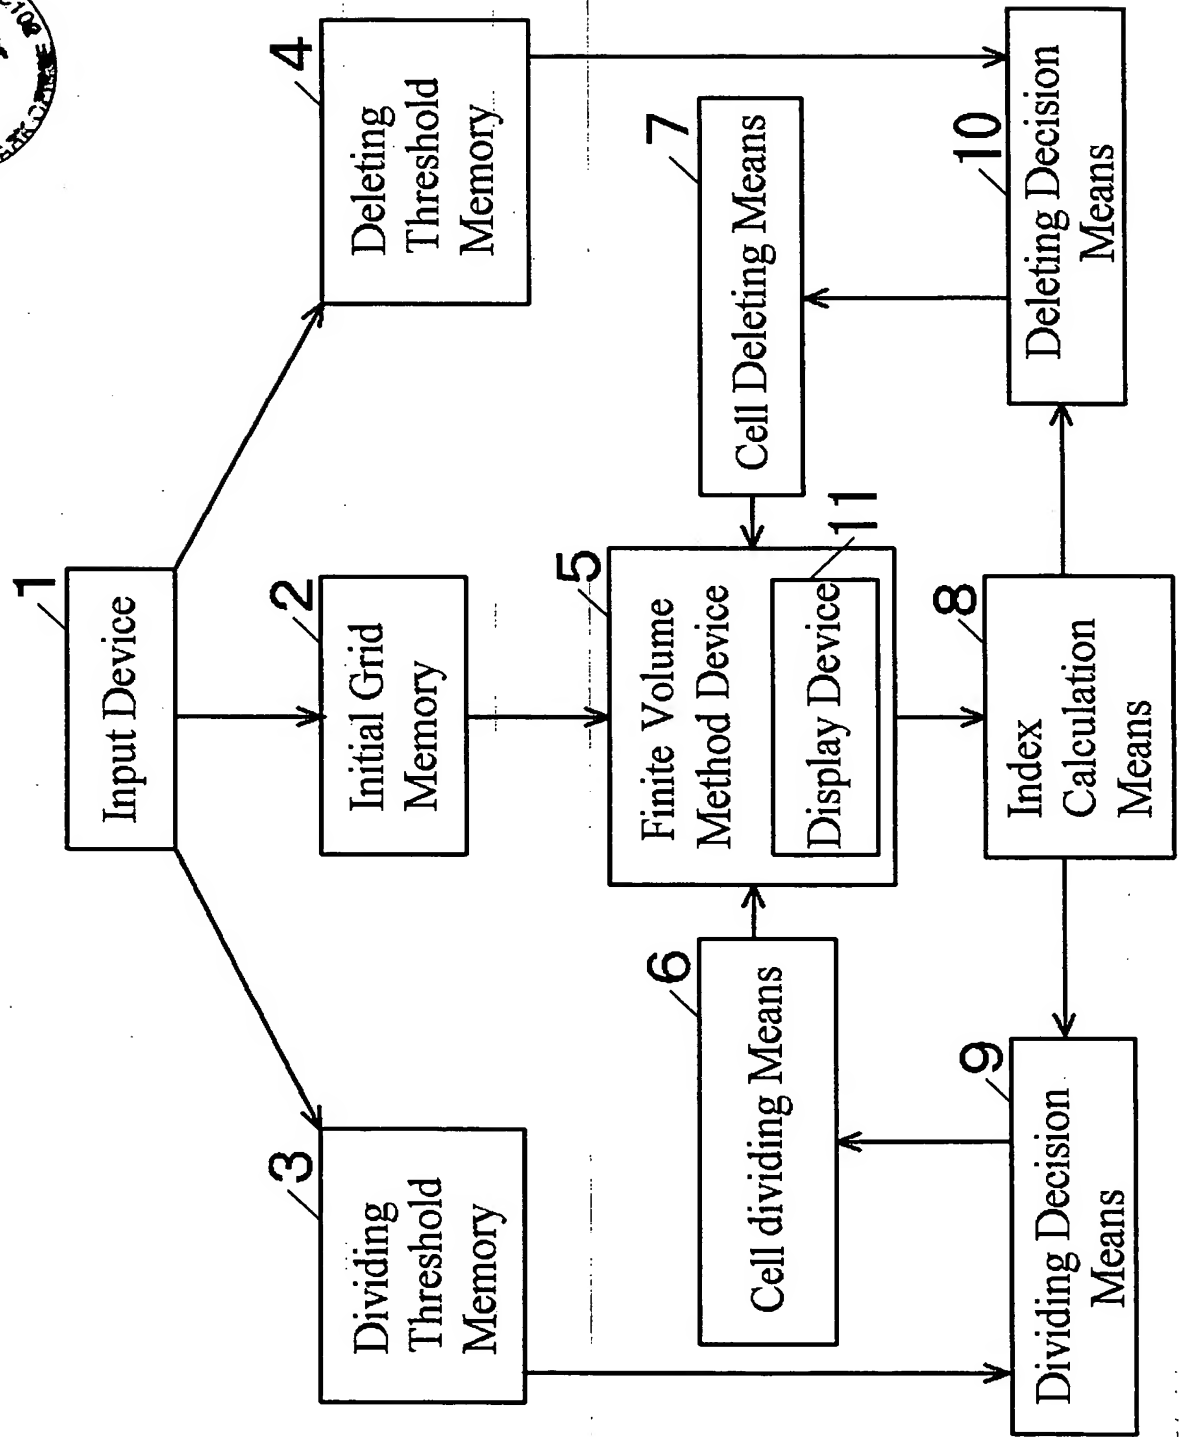 1
Input Device
2
Initial Grid
Memory
3
Dividing
Threshold
Memory
4
Deleting
Threshold
Memory
5
Finite Volume
Method Device
11
Display Device
6
Cell dividing Means
7
Cell Deleting Means
8
Index
Calculation
Means
9
Dividing Decision
Means
10
Deleting Decision
Means